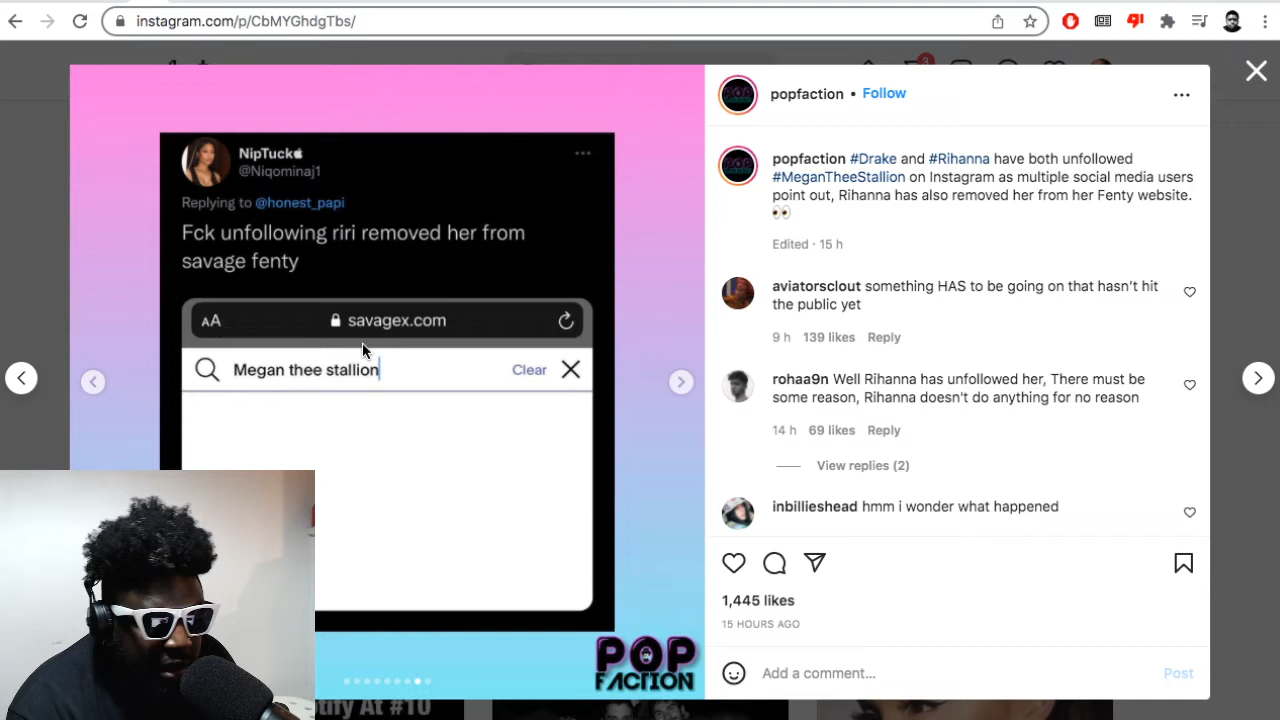 instagram.com/p/CbMYGhdgTbs/
3
NipTuck
@Niqominaj1
Replying to @honest_papi
Fck unfollowing riri removed her from
savage fenty
AA savagex.com
Megan thee stallion Clear
POP
FACTION
popfaction • Follow
popfaction #Drake and #Rihanna have both unfollowed
#MeganTheeStallion on Instagram as multiple social media users
point out, Rihanna has also removed her from her Fenty website.
👀
Edited · 15 h
aviatorsclout something HAS to be going on that hasn’t hit
the public yet
9 h 139 likes Reply
rohaa9n Well Rihanna has unfollowed her, There must be
some reason, Rihanna doesn't do anything for no reason
14 h 69 likes Reply
View replies (2)
inbillieshead hmm i wonder what happened
1,445 likes
15 HOURS AGO
Add a comment... Post
At #10